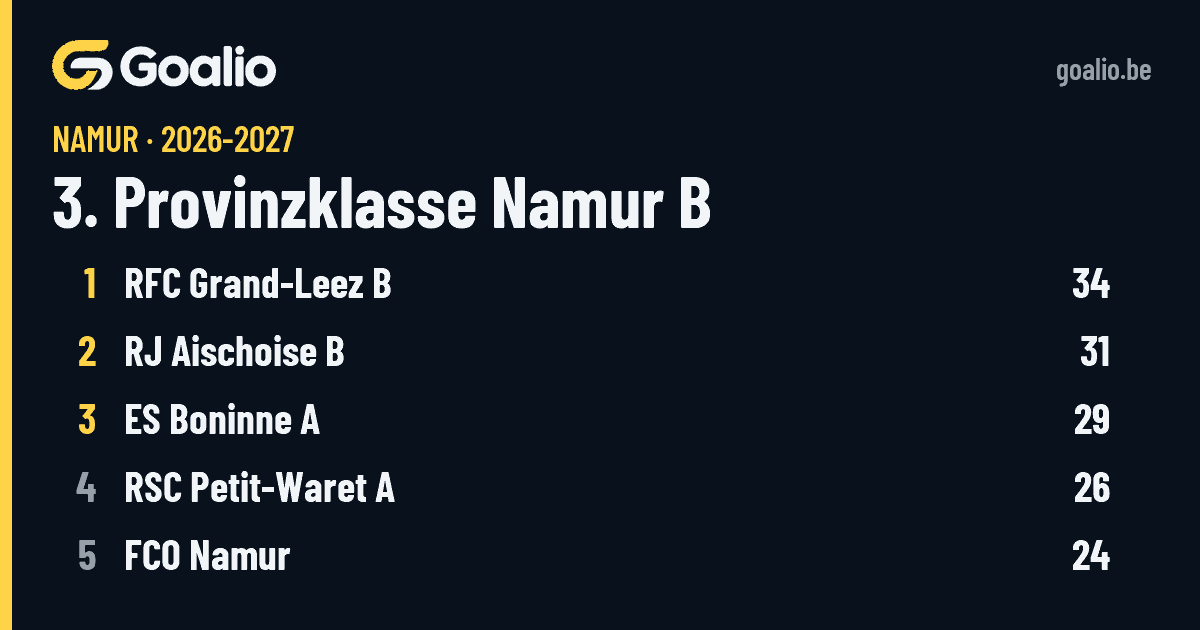 Goalio
goalio.be
NAMUR · 2026-2027
3. Provinzklasse Namur B
1 RFC Grand-Leez B 34
2 RJ Aischoise B 31
3 ES Boninne A 29
4 RSC Petit-Waret A 26
5 FCO Namur 24